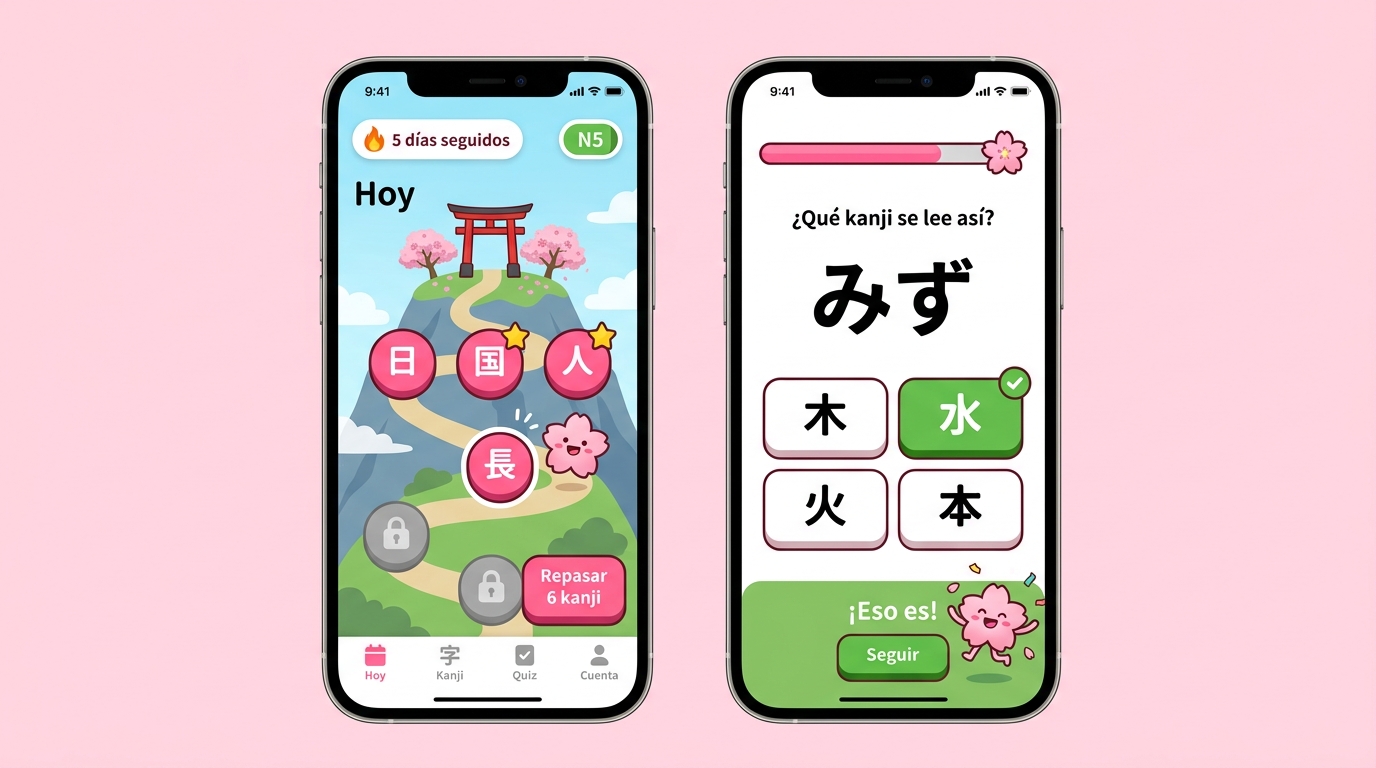 9:41
5 días seguidos
N5
Hoy
日
国
人
長
Repasar
6 kanji
Hoy
字
Kanji
Quiz
Cuenta
9:41
¿Qué kanji se lee así?
みず
木
水
火
本
¡Eso es!
Seguir